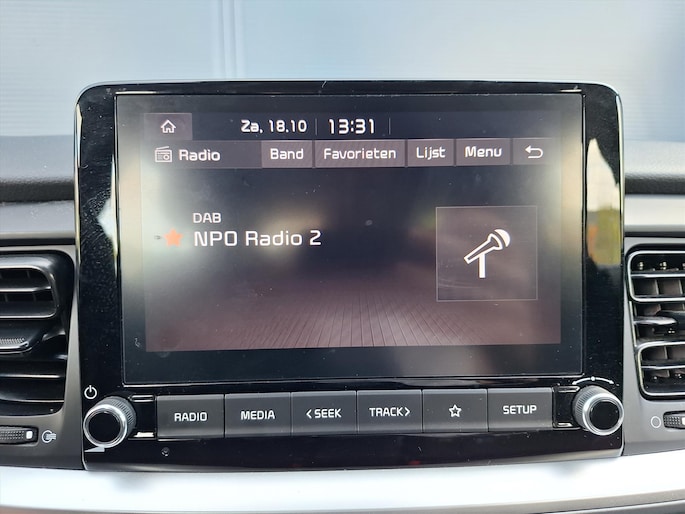 Za, 18.10 13:31
Radio Band Favorieten Lijst Menu
DAB
NPO Radio 2
RADIO MEDIA <SEEK TRACK> SETUP